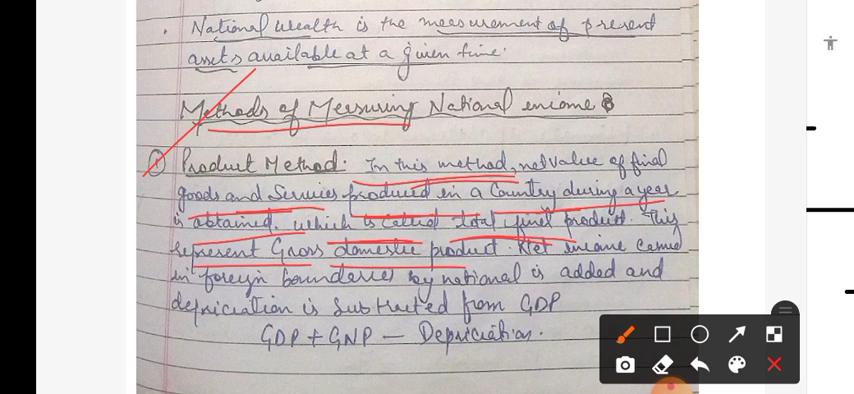 . National wealth is the measurement of present
assets available at a given time.
Methods of Measuring National income
① Product Method: In this method, net value of final
goods and Services produced in a Country during a year
is obtained. which is called total final product. This
represent Gross domestic product. Net income earned
in foreign boundaries by national is added and
depriciation is Subtracted from GDP
GDP + GNP — Depriciation.